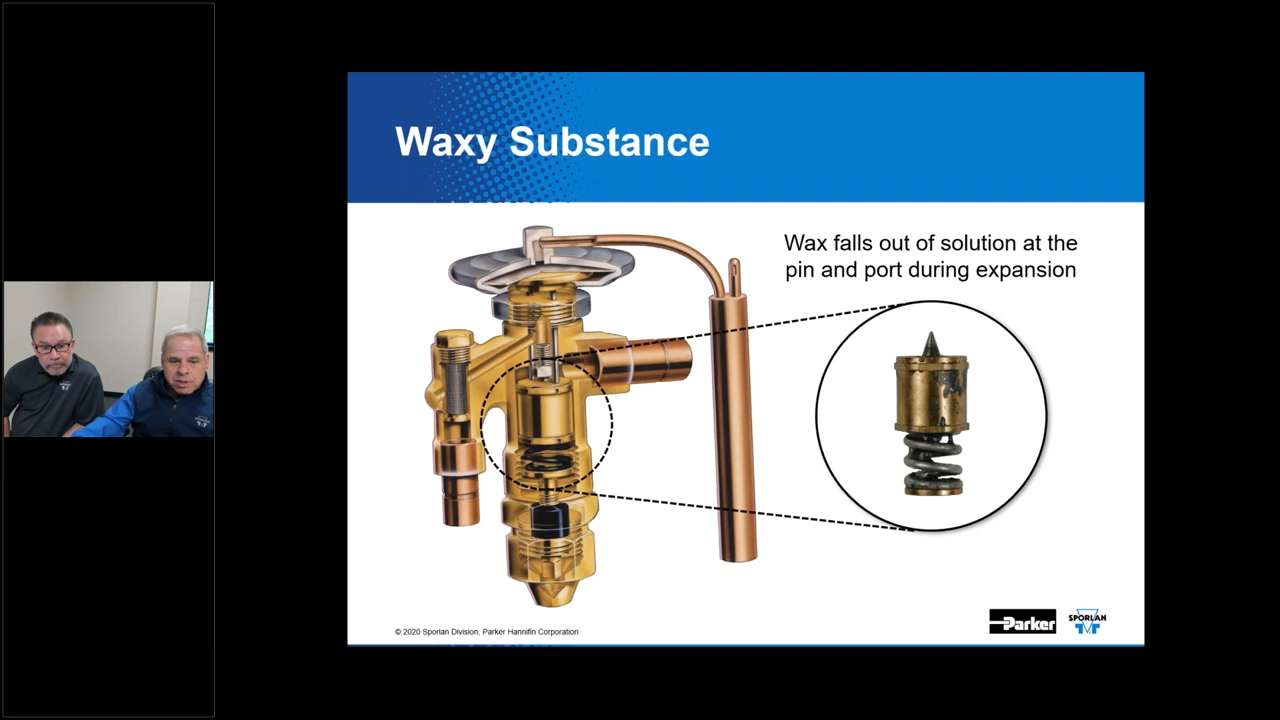 Waxy Substance
Wax falls out of solution at the
pin and port during expansion
© 2020 Sporlan Division, Parker Hannifin Corporation
Parker
SPORLAN